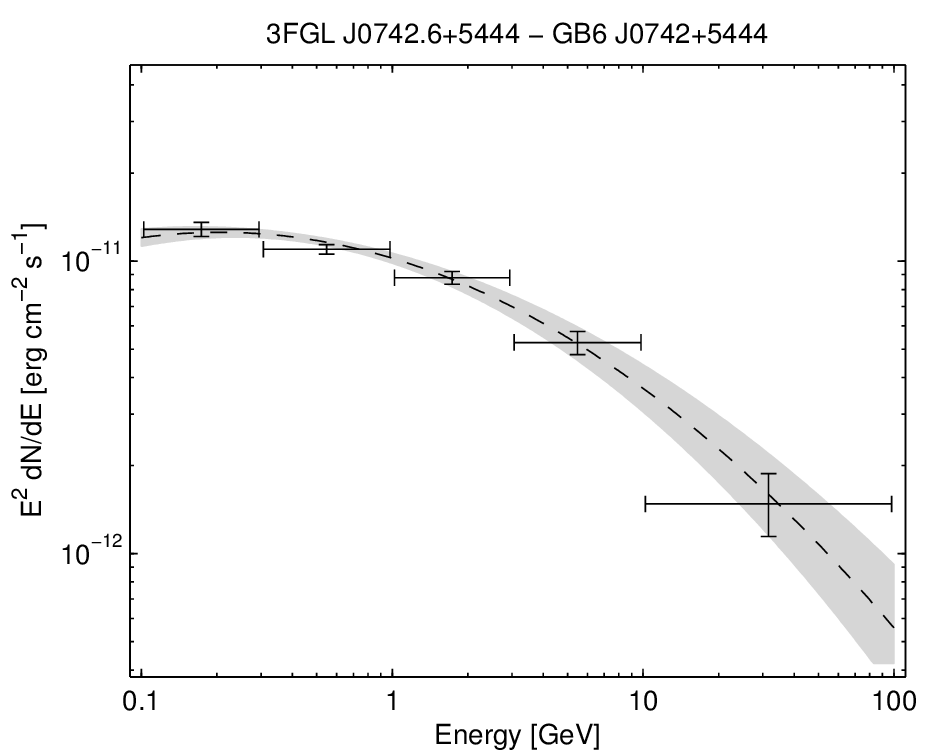 3FGL J0742.6+5444 − GB6 J0742+5444
E² dN/dE [erg cm⁻² s⁻¹]
10⁻¹¹
10⁻¹²
0.1 1 10 100
Energy [GeV]